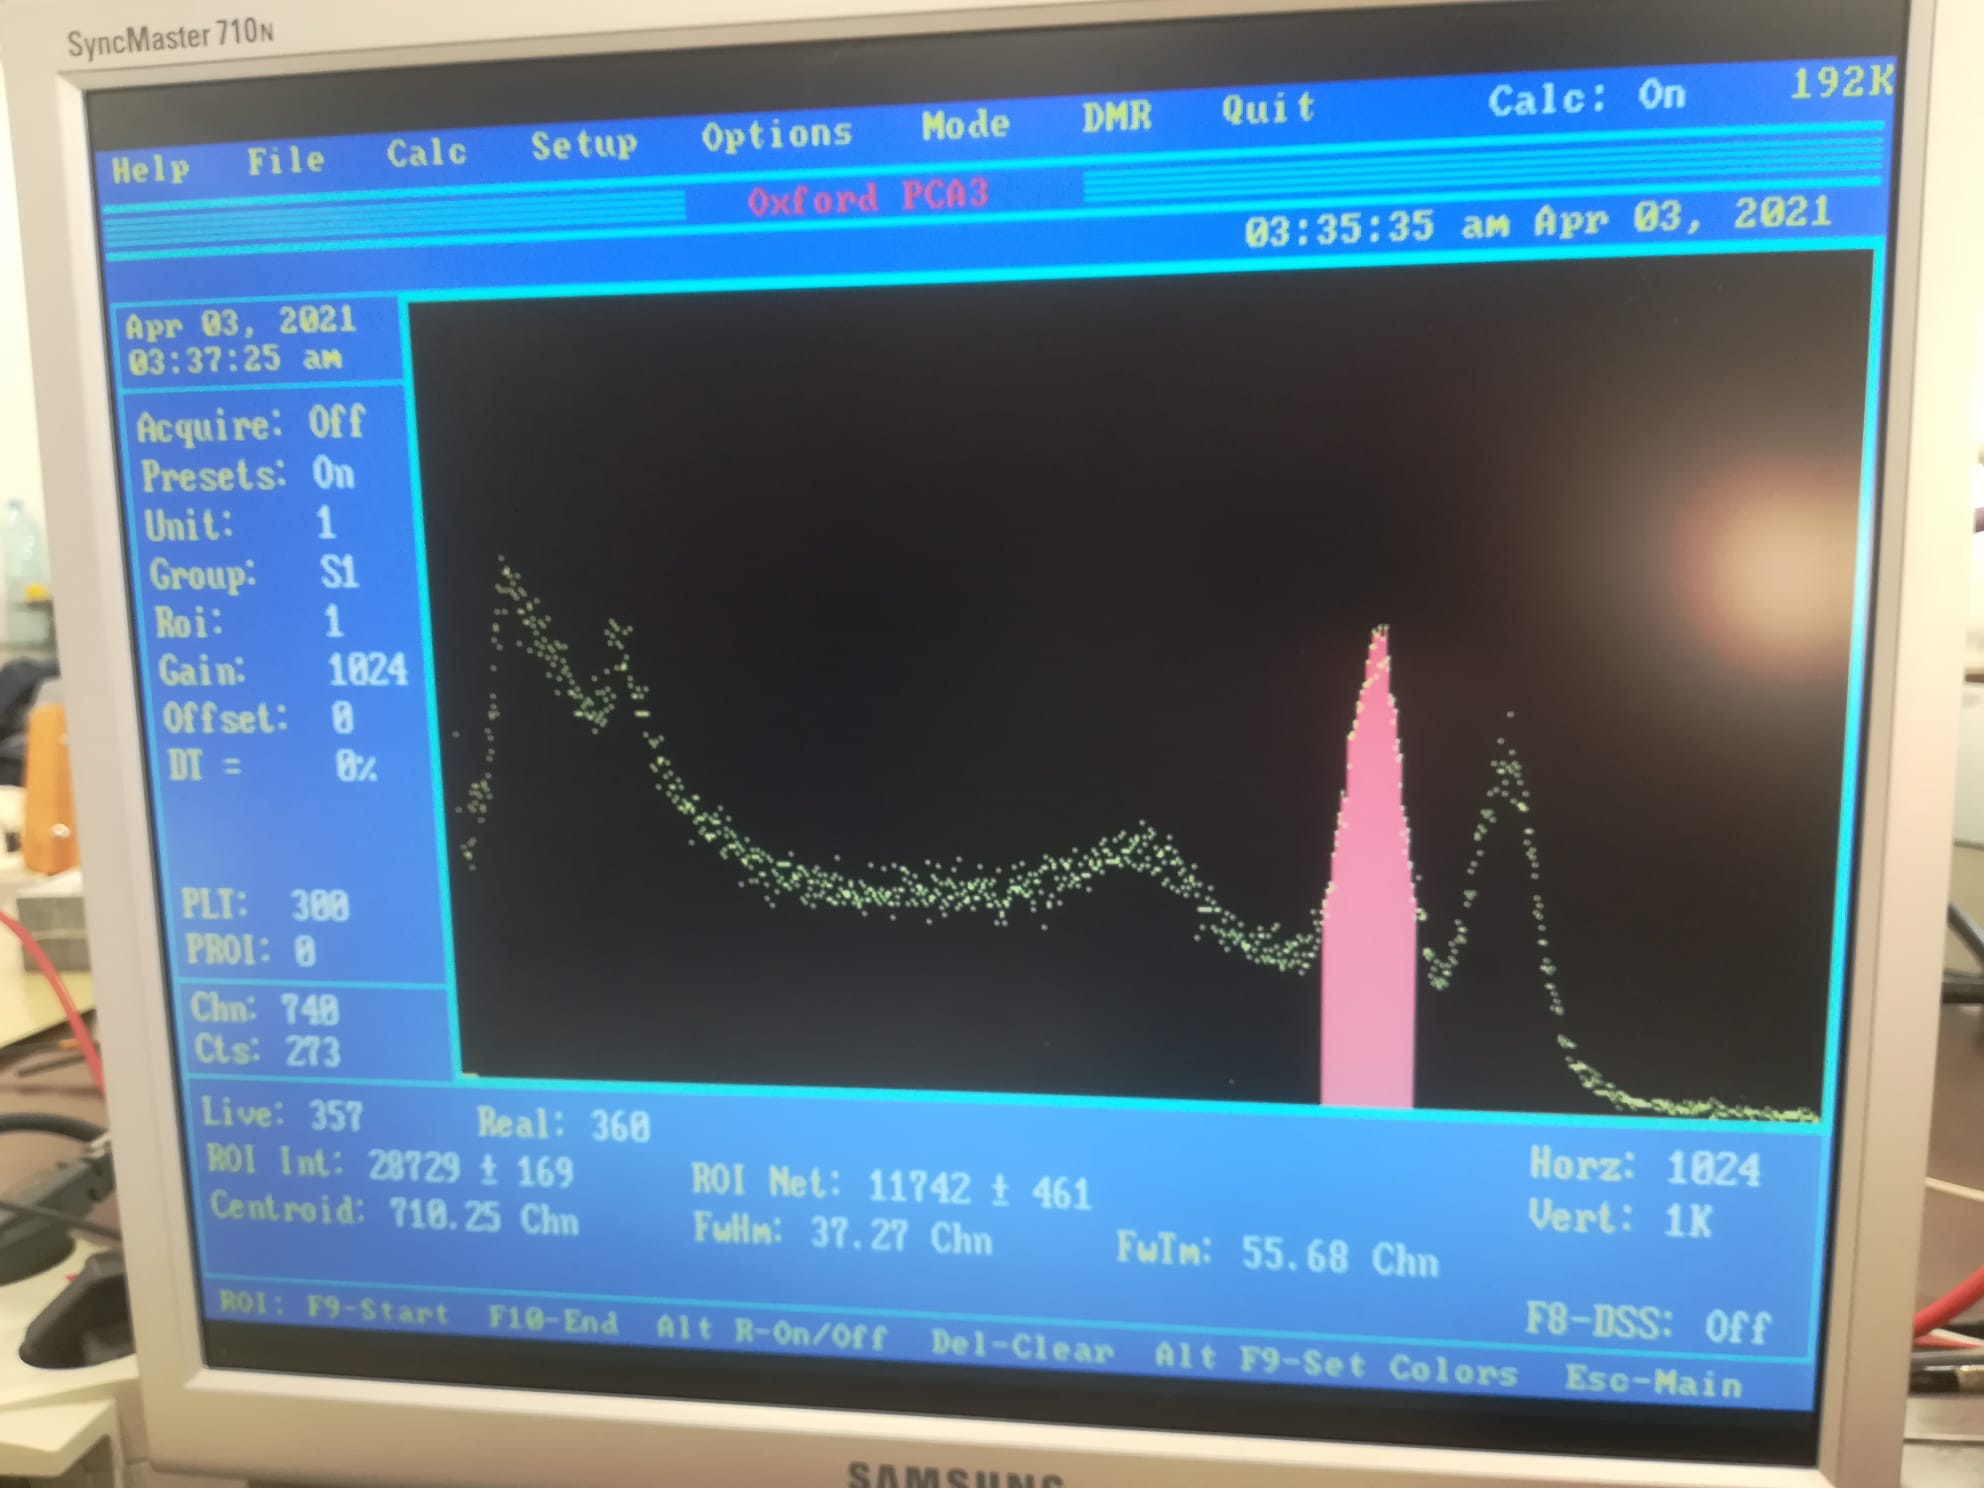 SyncMaster 710N
Help File Calc Setup Options Mode DMR Quit Calc: On 192K
Oxford PCA3
03:35:35 am Apr 03, 2021
Apr 03, 2021
03:37:25 am
Acquire: Off
Presets: On
Unit: 1
Group: S1
Roi: 1
Gain: 1024
Offset: 0
DT = 0%
PLT: 300
PROI: 0
Chn: 740
Cts: 273
Live: 357 Real: 360
ROI Int: 28729 ± 169 ROI Net: 11742 ± 461 Horz: 1024
Centroid: 710.25 Chn FwHm: 37.27 Chn FwTm: 55.68 Chn Vert: 1K
F8-DSS: Off
ROI: F9-Start F10-End Alt R-On/Off Del-Clear Alt F9-Set Colors Esc-Main
SAMSUNG